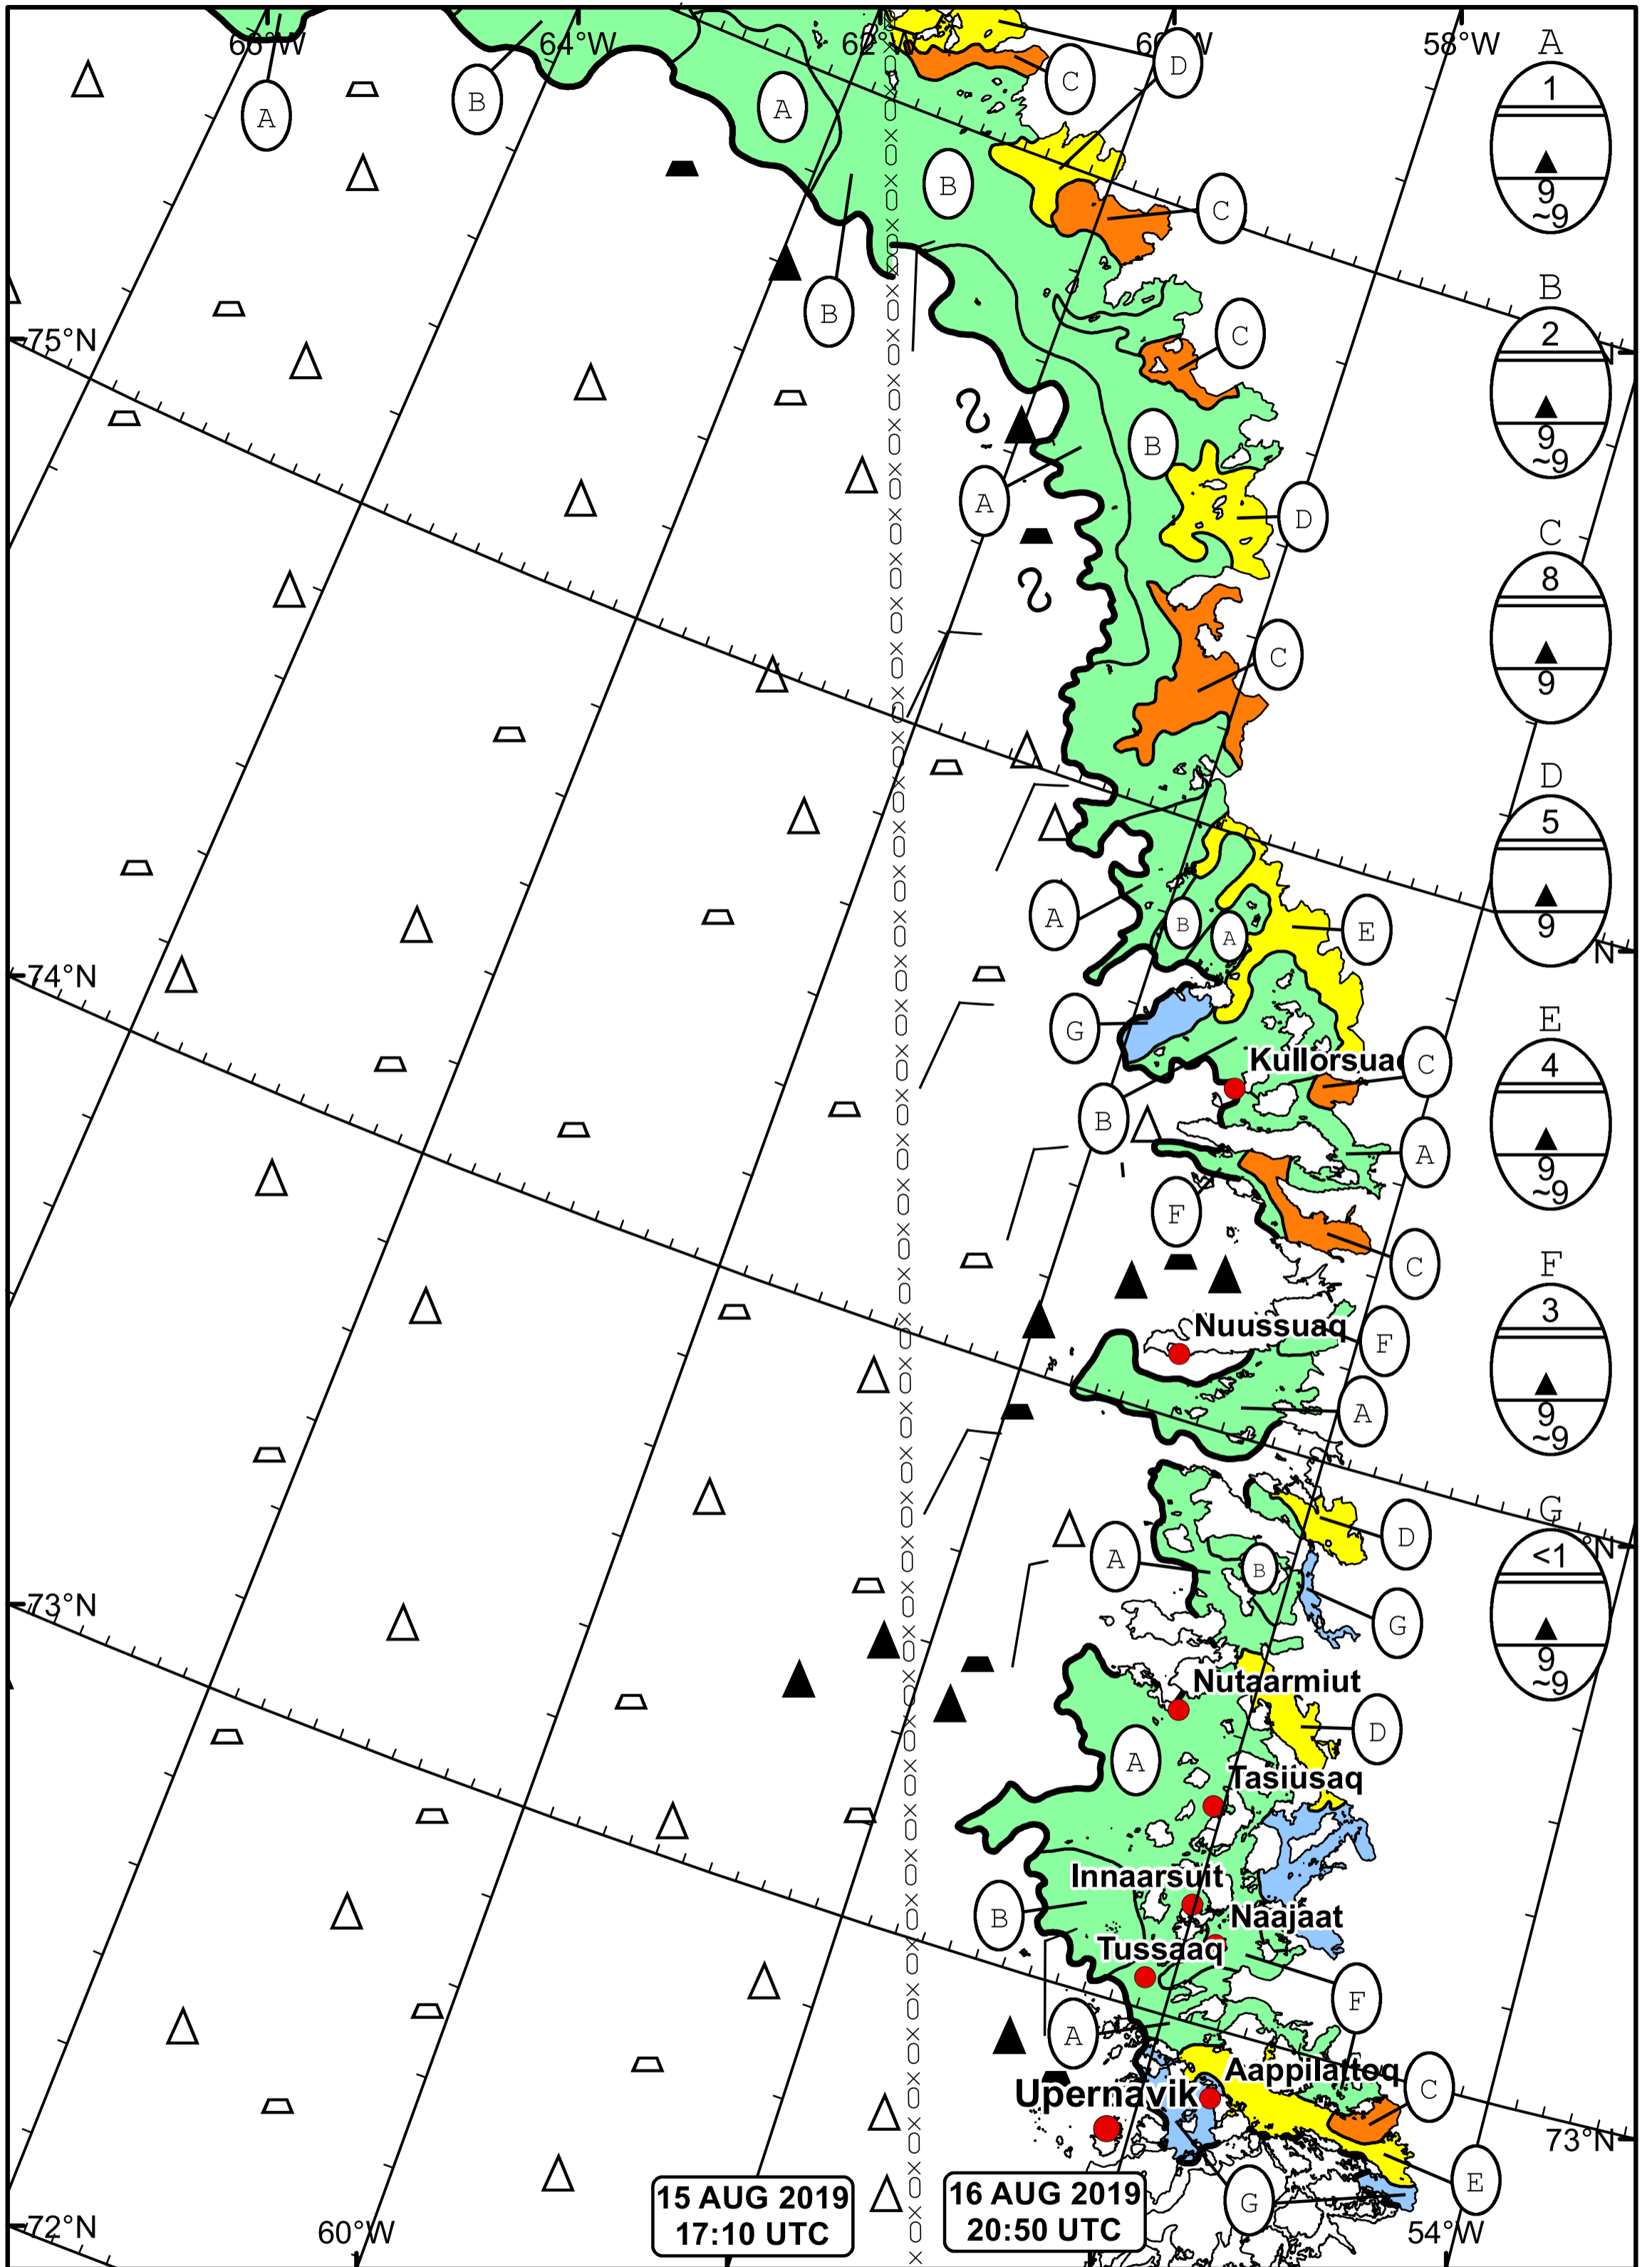 66°W
64°W
62°W
60°W
58°W
A
1
9
~9
B
2
9
~9
C
8
9
D
5
9
E
4
9
~9
F
3
9
~9
G
<1
9
~9
A
B
A
B
C
D
C
B
C
75°N
B
A
D
C
A
B
A
E
74°N
G
Kullorsuaq
C
B
A
F
C
Nuussuaq
F
A
D
A
B
G
73°N
Nutaarmiut
D
A
Tasiusaq
Innaarsuit
B
Naajaat
Tussaaq
F
A
Aappilattoq
C
Upernavik
73°N
E
15 AUG 2019
17:10 UTC
16 AUG 2019
20:50 UTC
G
72°N
60°W
54°W